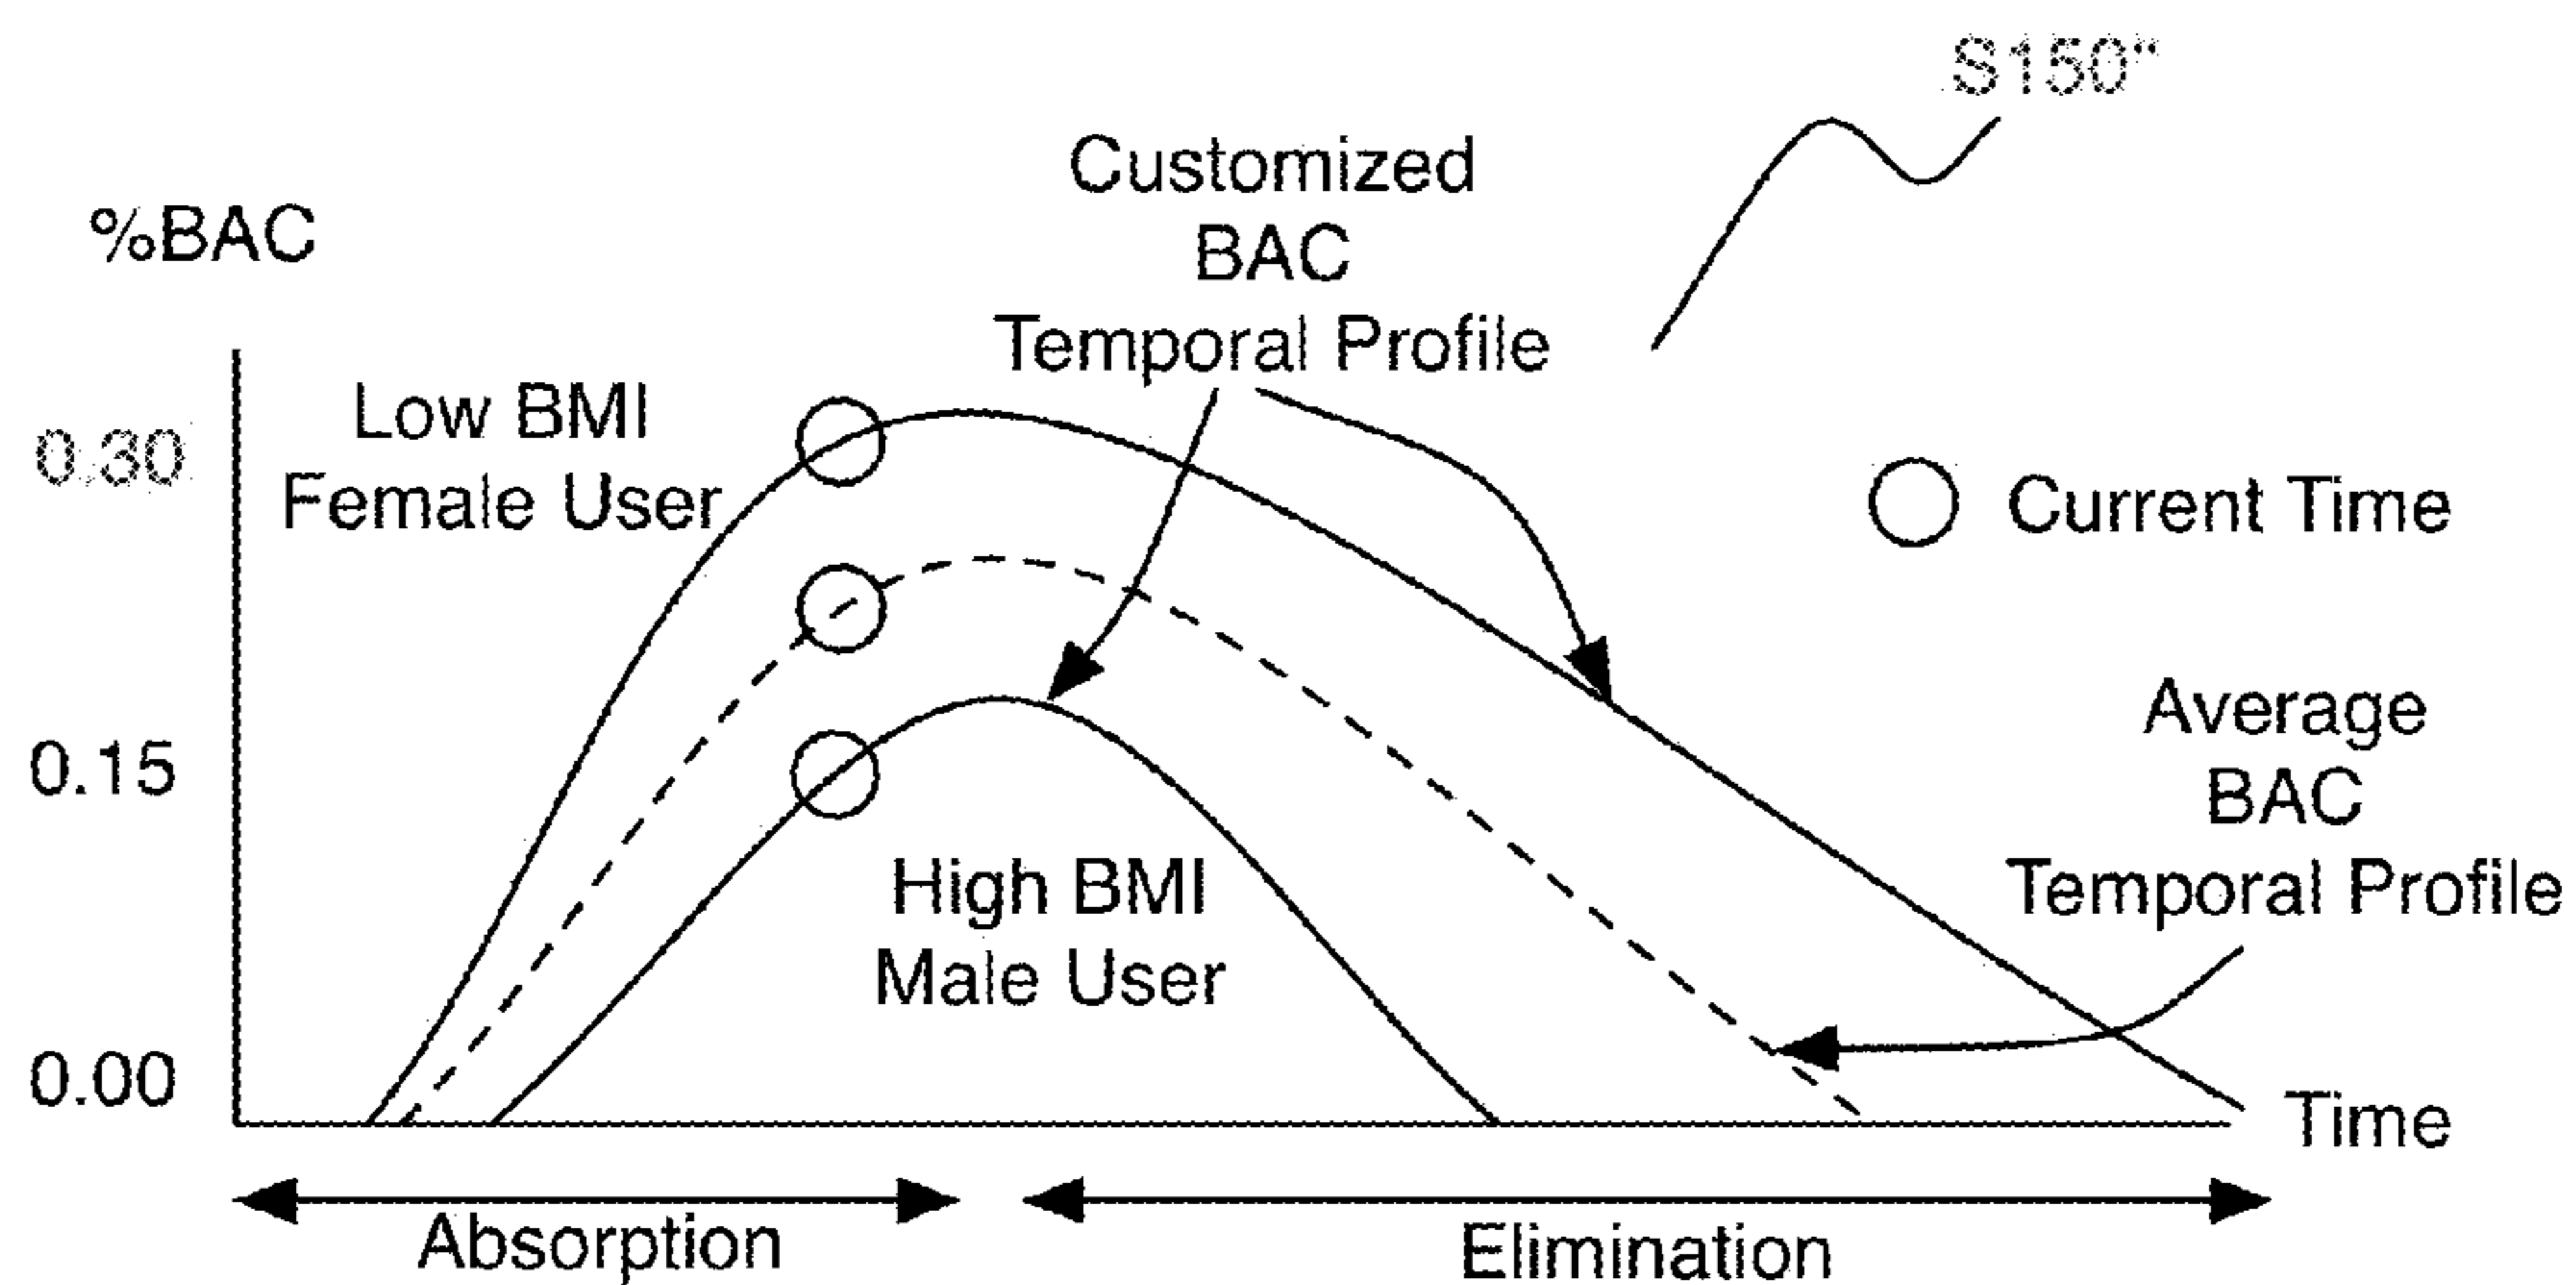 S150"
Customized
BAC
Temporal Profile
%BAC
Low BMI
Female User
0.30
Current Time
Average
BAC
Temporal Profile
0.15
High BMI
Male User
0.00
Time
Absorption
Elimination